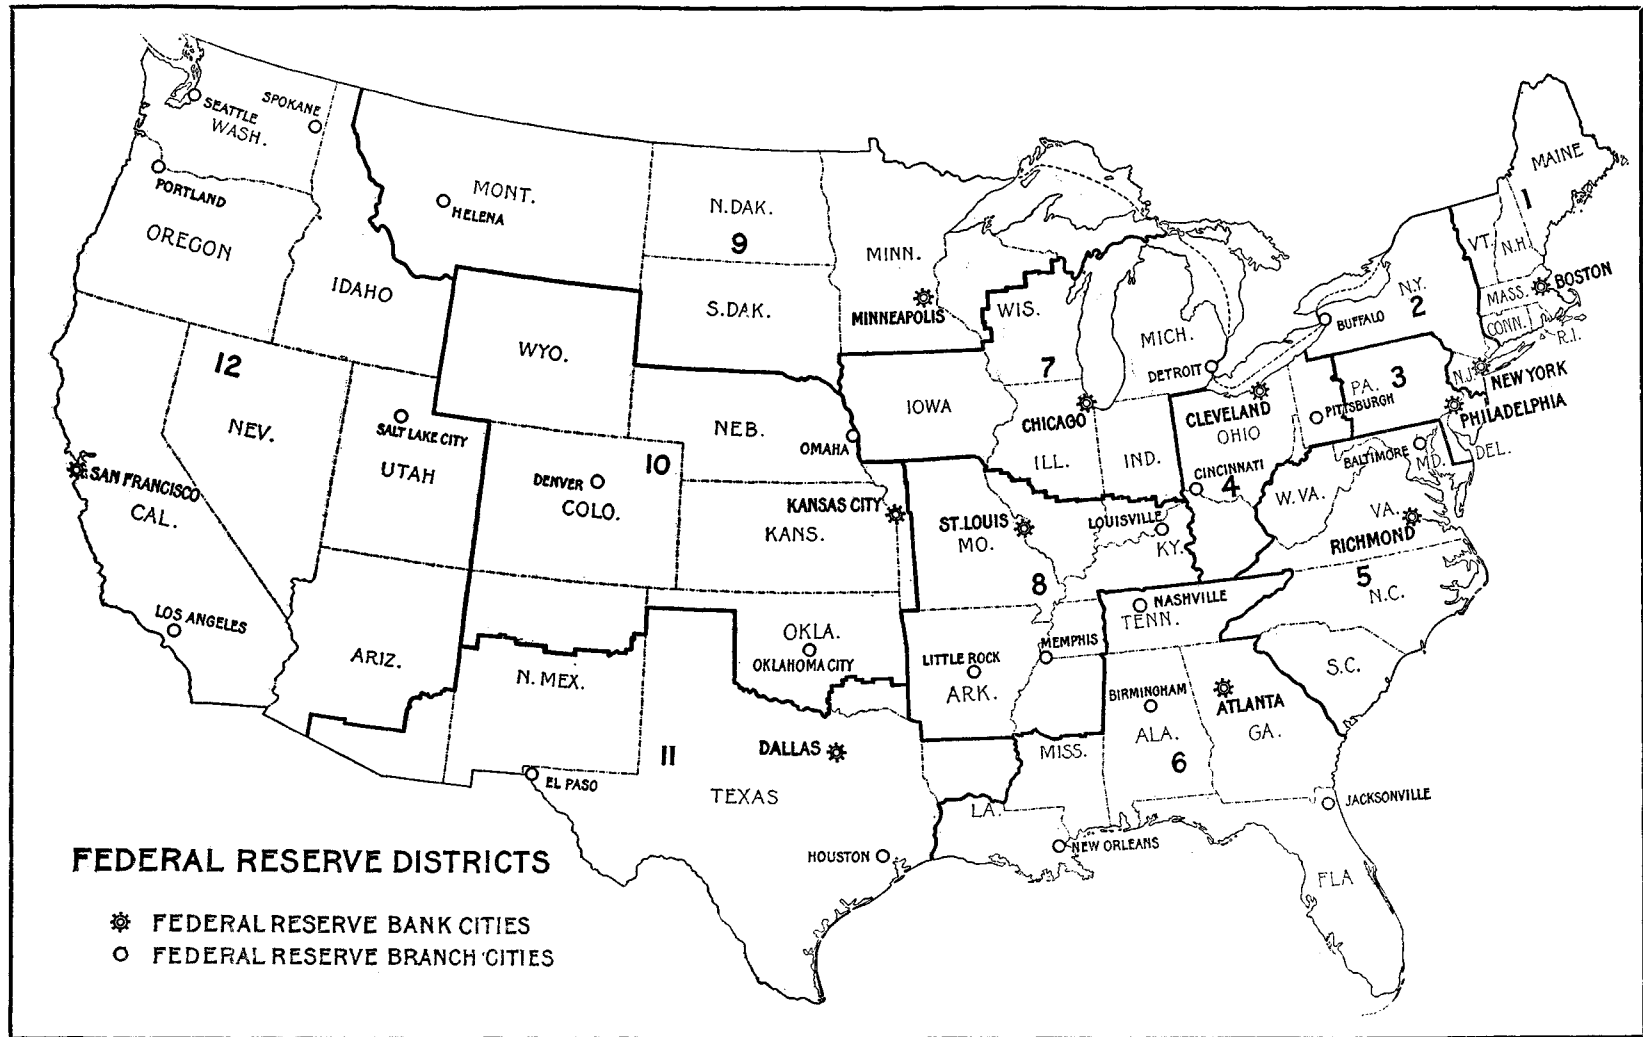 SEATTLE
SPOKANE
WASH.
PORTLAND
OREGON
IDAHO
MONT.
HELENA
N.DAK.
9
S.DAK.
MINN.
MINNEAPOLIS
WIS.
MICH.
7
DETROIT
CHICAGO
ILL.
IND.
IOWA
MAINE
1
VT.
N.H.
MASS.
BOSTON
CONN.
R.I.
N.Y.
2
BUFFALO
N.J.
NEW YORK
PA.
3
PITTSBURGH
PHILADELPHIA
CLEVELAND
OHIO
CINCINNATI
4
BALTIMORE
MD.
DEL.
W.VA.
VA.
RICHMOND
5
N.C.
S.C.
WYO.
12
NEV.
SALT LAKE CITY
UTAH
SAN FRANCISCO
CAL.
LOS ANGELES
ARIZ.
NEB.
OMAHA
10
DENVER
COLO.
KANSAS CITY
KANS.
ST.LOUIS
MO.
8
LOUISVILLE
KY.
NASHVILLE
TENN.
MEMPHIS
LITTLE ROCK
ARK.
OKLA.
OKLAHOMA CITY
N. MEX.
11
DALLAS
EL PASO
TEXAS
HOUSTON
BIRMINGHAM
ALA.
ATLANTA
GA.
6
MISS.
LA.
NEW ORLEANS
JACKSONVILLE
FLA
FEDERAL RESERVE DISTRICTS
FEDERAL RESERVE BANK CITIES
FEDERAL RESERVE BRANCH CITIES